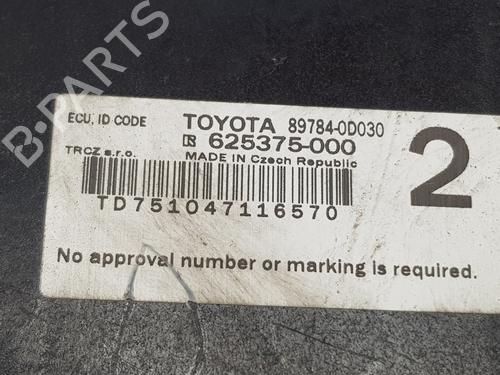 B-PARTS
ECU, ID CODE TOYOTA 89784-0D030
625375-000
TRCZ s.r.o. MADE IN Czech Republic
TD751047116570
2
No approval number or marking is required.